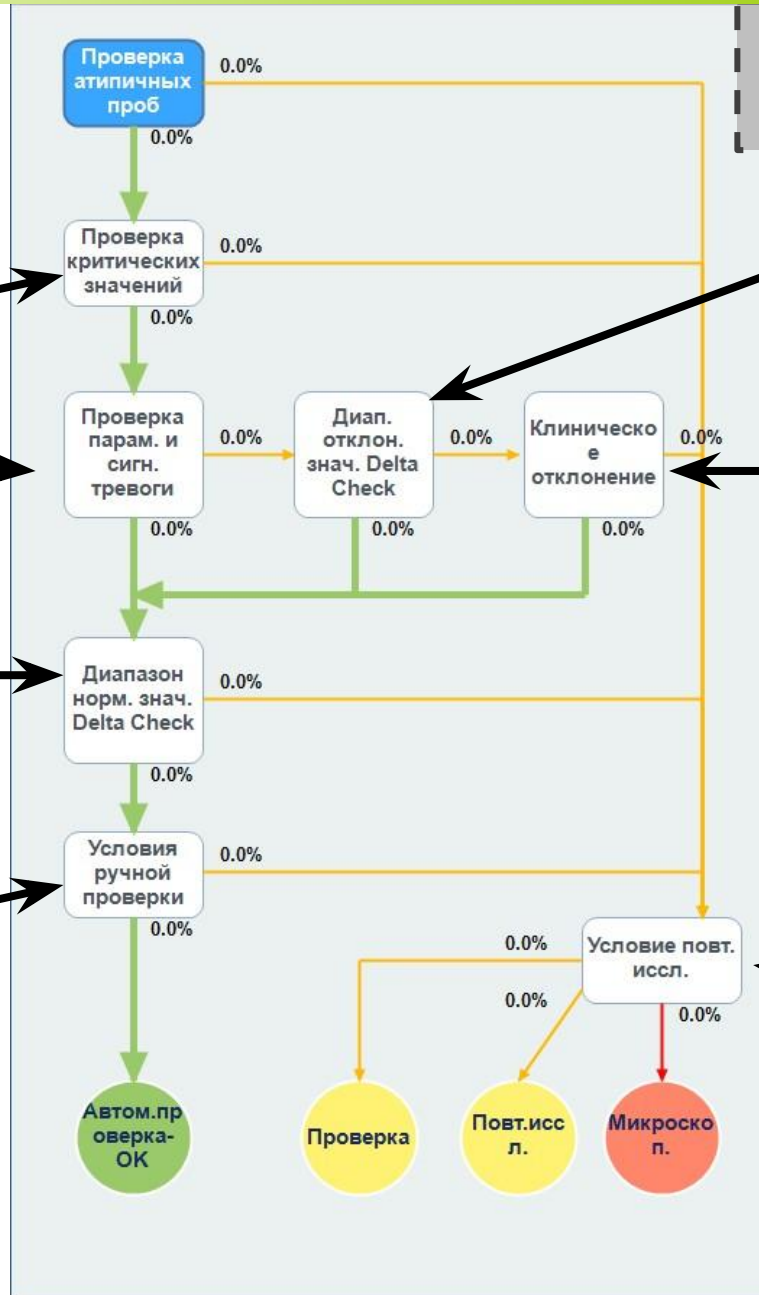 Проверка
атипичных
проб
0.0%
0.0%
Проверка
критических
значений
0.0%
0.0%
Проверка
парам. и
сигн.
тревоги
0.0%
0.0%
Диап.
отклон.
знач. Delta
Check
0.0%
0.0%
Клиническо
е
отклонение
0.0%
0.0%
Диапазон
норм. знач.
Delta Check
0.0%
0.0%
Условия
ручной
проверки
0.0%
0.0%
Условие повт.
иссл.
0.0%
0.0%
0.0%
Автом.пр
оверка-
OK
Проверка
Повт.исс
л.
Микроско
п.